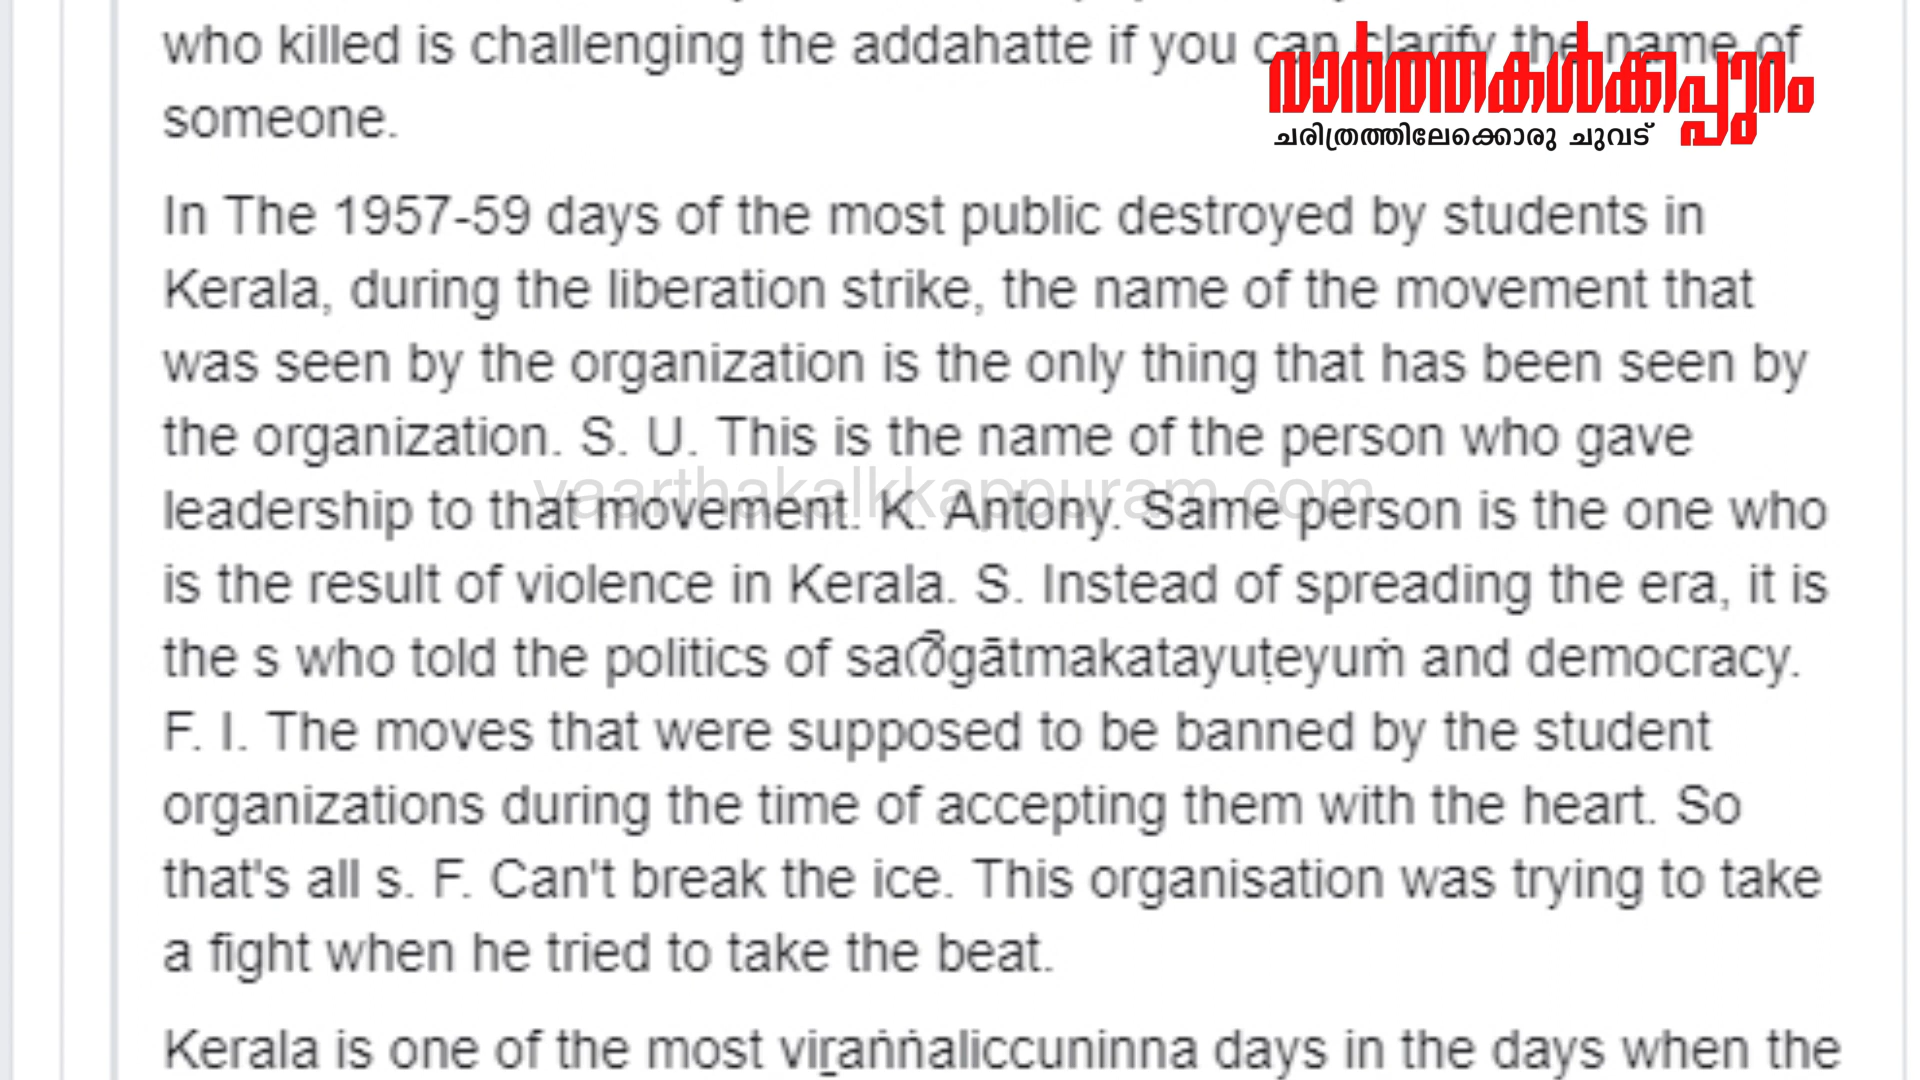 who killed is challenging the addahatte if you can clarify the name of
someone.
വാർത്തകൾക്കപ്പുറം
ചരിത്രത്തിലേക്കൊരു ചുവട്
In The 1957-59 days of the most public destroyed by students in
Kerala, during the liberation strike, the name of the movement that
was seen by the organization is the only thing that has been seen by
the organization. S. U. This is the name of the person who gave
vaarthakalkkappuram.com
leadership to that movement. K. Antony. Same person is the one who
is the result of violence in Kerala. S. Instead of spreading the era, it is
the s who told the politics of saൎgātmakatayuṭeyuṁ and democracy.
F. I. The moves that were supposed to be banned by the student
organizations during the time of accepting them with the heart. So
that's all s. F. Can't break the ice. This organisation was trying to take
a fight when he tried to take the beat.
Kerala is one of the most viṟaṅṅaliccuninna days in the days when the